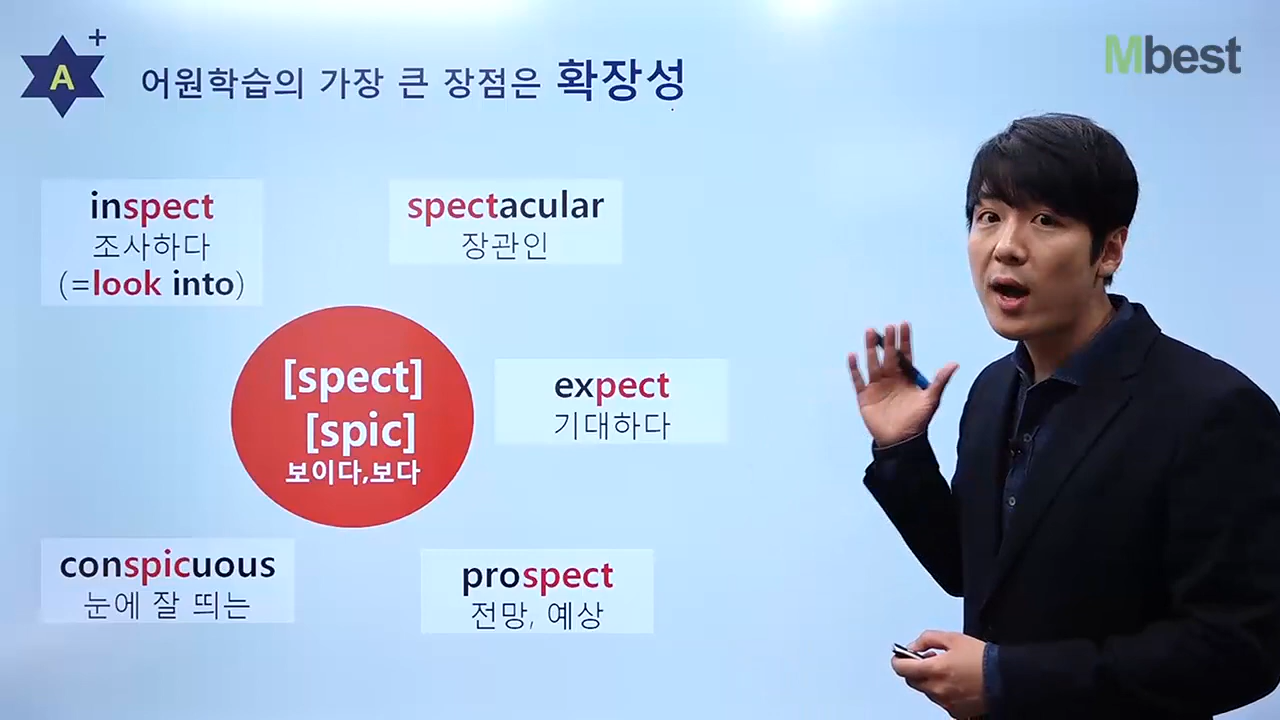 A+
어원학습의 가장 큰 장점은 확장성
Mbest
inspect
조사하다
(=look into)
spectacular
장관인
[spect]
[spic]
보이다,보다
expect
기대하다
conspicuous
눈에 잘 띄는
prospect
전망, 예상